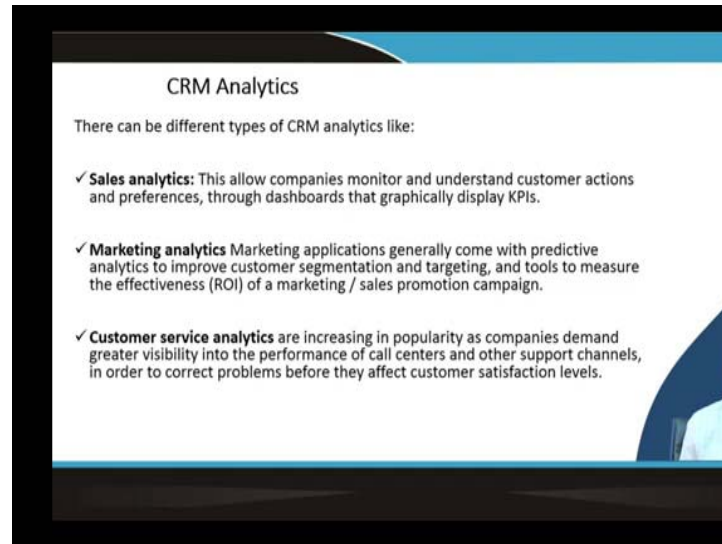 CRM Analytics
There can be different types of CRM analytics like:
✓ Sales analytics: This allow companies monitor and understand customer actions
and preferences, through dashboards that graphically display KPIs.
✓ Marketing analytics Marketing applications generally come with predictive
analytics to improve customer segmentation and targeting, and tools to measure
the effectiveness (ROI) of a marketing / sales promotion campaign.
✓ Customer service analytics are increasing in popularity as companies demand
greater visibility into the performance of call centers and other support channels,
in order to correct problems before they affect customer satisfaction levels.